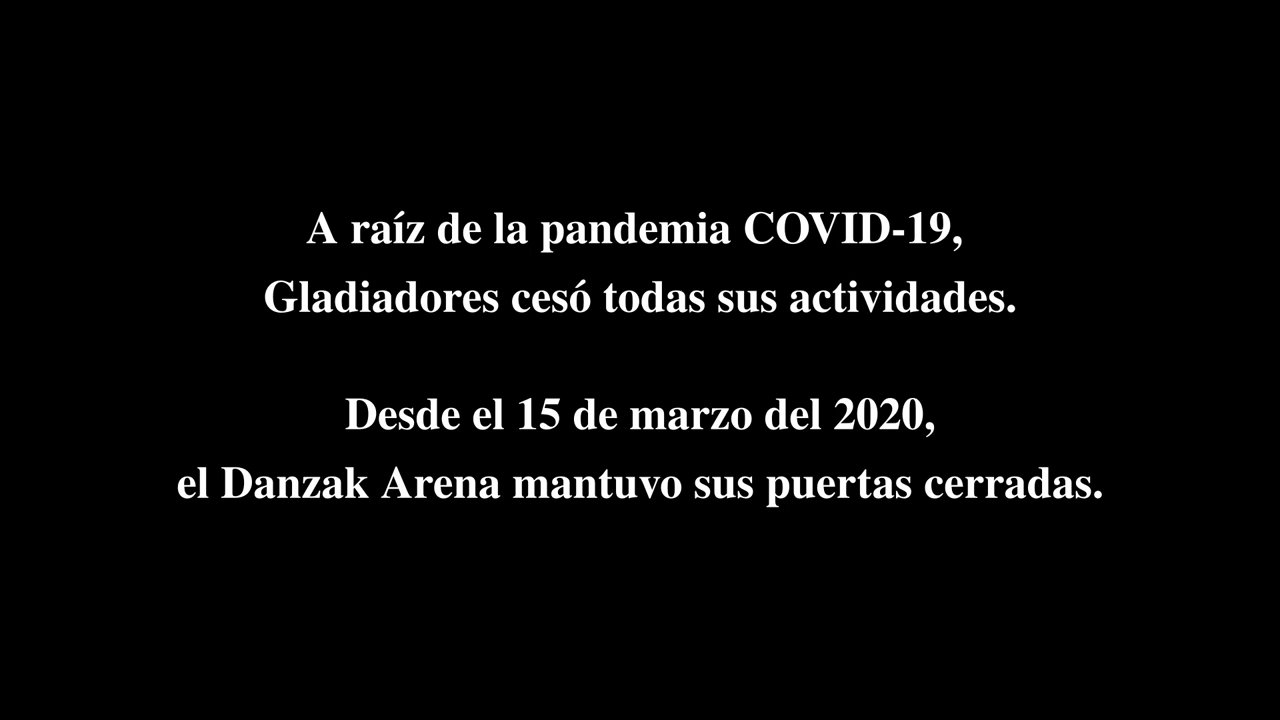 A raíz de la pandemia COVID-19,
Gladiadores cesó todas sus actividades.
Desde el 15 de marzo del 2020,
el Danzak Arena mantuvo sus puertas cerradas.